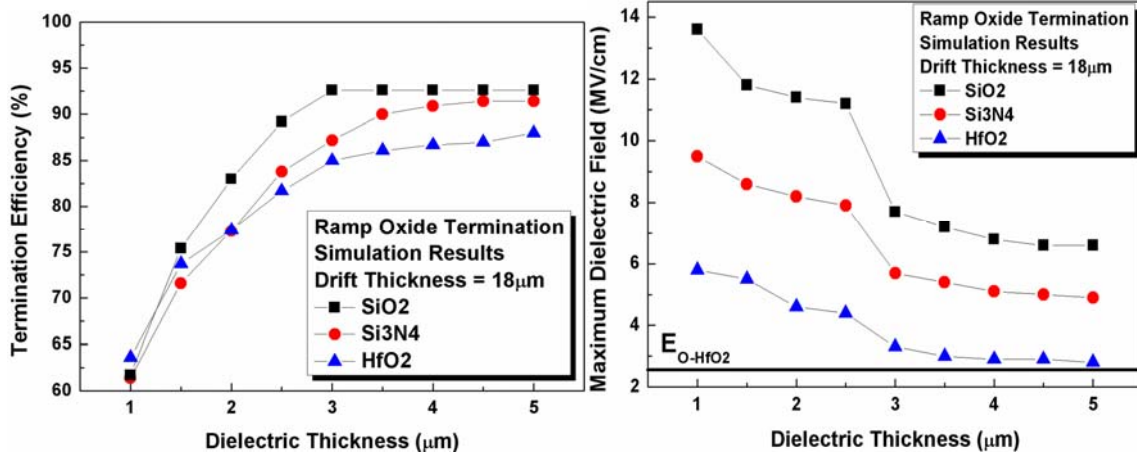 Termination Efficiency (%)
100
95
90
85
80
75
70
65
60
1
2
3
4
5
Dielectric Thickness (μm)
Ramp Oxide Termination
Simulation Results
Drift Thickness = 18μm
SiO2
Si3N4
HfO2
Maximum Dielectric Field (MV/cm)
14
12
10
8
6
4
2
1
2
3
4
5
Dielectric Thickness (μm)
Ramp Oxide Termination
Simulation Results
Drift Thickness = 18μm
SiO2
Si3N4
HfO2
E O-HfO2